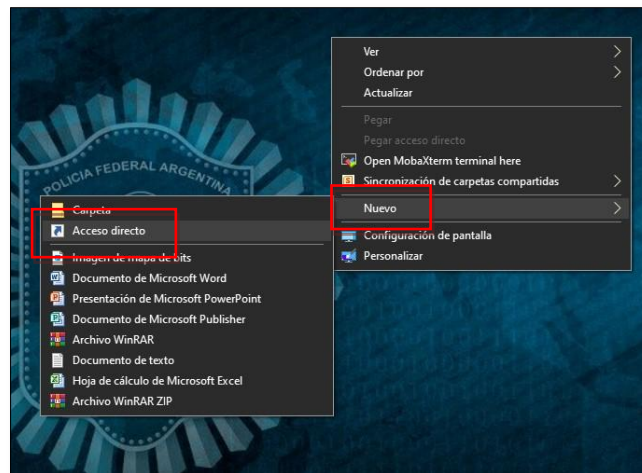 Ver
Ordenar por
Actualizar
Pegar
Pegar acceso directo
Open MobaXterm terminal here
Sincronización de carpetas compartidas
Nuevo
Configuración de pantalla
Personalizar
POLICIA FEDERAL ARGENTINA
Carpeta
Acceso directo
Imagen de mapa de bits
Documento de Microsoft Word
Presentación de Microsoft PowerPoint
Documento de Microsoft Publisher
Archivo WinRAR
Documento de texto
Hoja de cálculo de Microsoft Excel
Archivo WinRAR ZIP